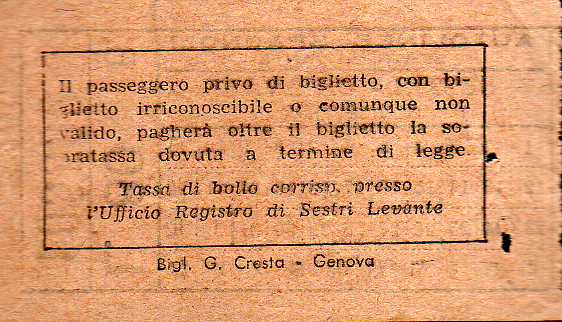 Il passeggero privo di biglietto, con bi-
glietto irriconoscibile o comunque non
valido, pagherà oltre il biglietto la so-
pratassa dovuta a termine di legge.
Tassa di bollo corrisp. presso
l'Ufficio Registro di Sestri Levante
Bigl. G. Cresta - Genova